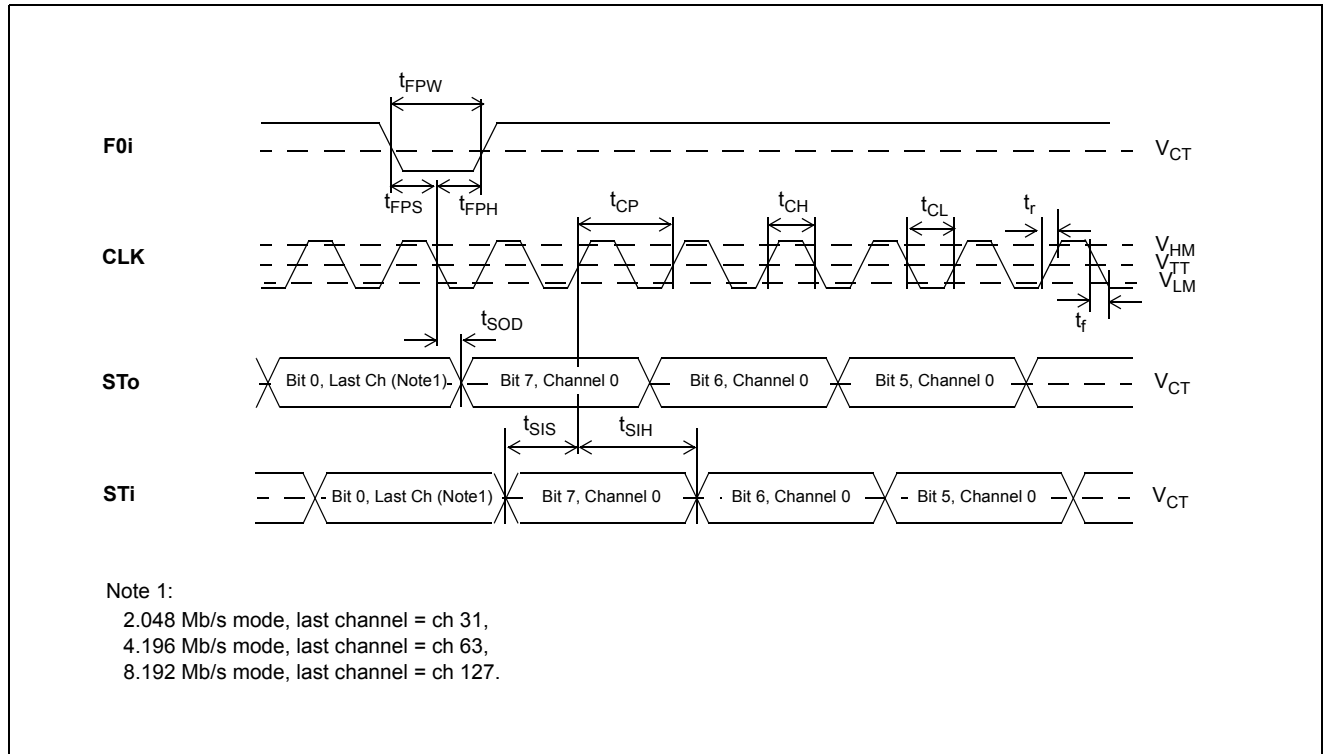 tFPW
F0i
VCT
tFPS
tFPH
tCP
tCH
tCL
tr
CLK
VHM
VTT
VLM
tf
tSOD
STo
Bit 0, Last Ch (Note1)
Bit 7, Channel 0
Bit 6, Channel 0
Bit 5, Channel 0
VCT
tSIS
tSIH
STi
Bit 0, Last Ch (Note1)
Bit 7, Channel 0
Bit 6, Channel 0
Bit 5, Channel 0
VCT
Note 1:
2.048 Mb/s mode, last channel = ch 31,
4.196 Mb/s mode, last channel = ch 63,
8.192 Mb/s mode, last channel = ch 127.